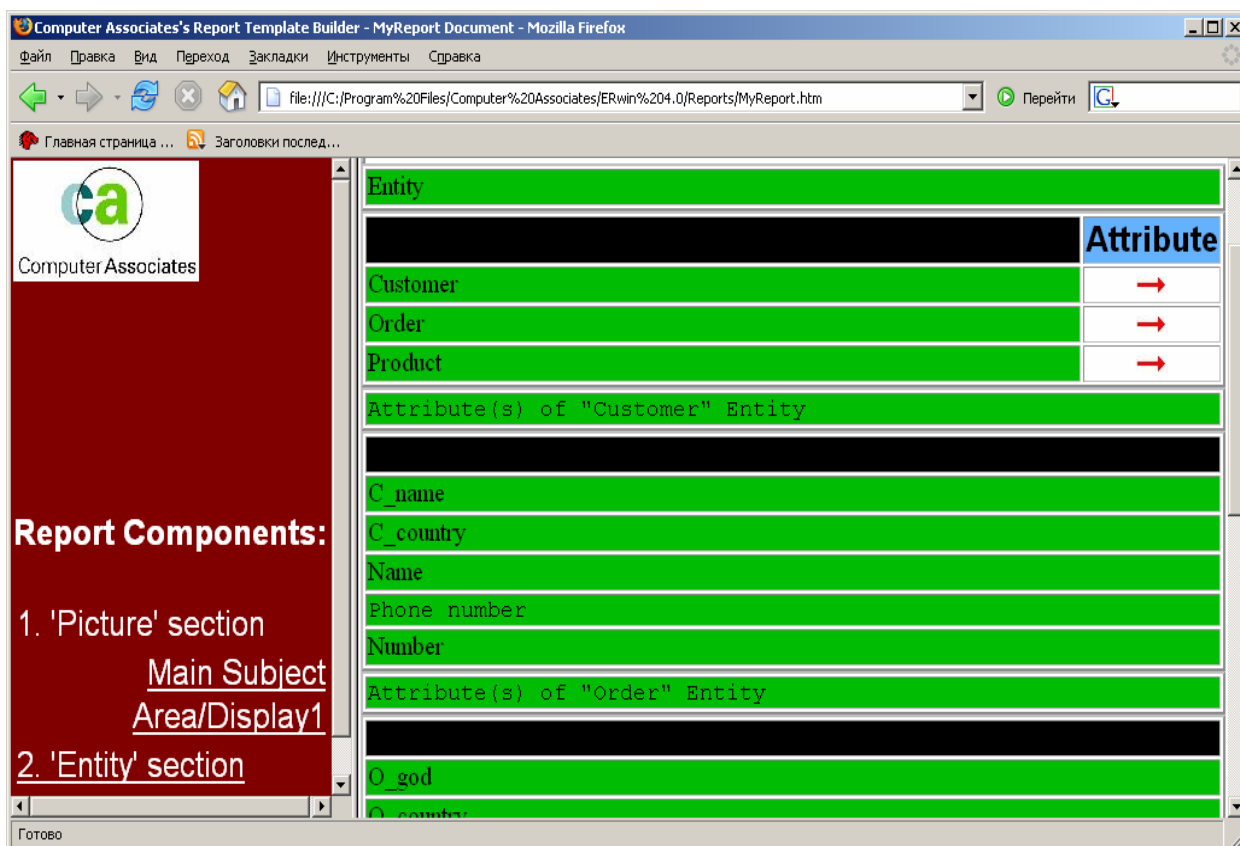 Computer Associates's Report Template Builder - MyReport Document - Mozilla Firefox
Файл Правка Вид Переход Закладки Инструменты Справка
file:///C:/Program%20Files/Computer%20Associates/ERwin%204.0/Reports/MyReport.htm Перейти G
Главная страница ... Заголовки послед...
ca
Computer Associates
Report Components:
1. 'Picture' section
Main Subject
Area/Display1
2. 'Entity' section
Entity
Attribute
Customer →
Order →
Product →
Attribute(s) of "Customer" Entity
C_name
C_country
Name
Phone number
Number
Attribute(s) of "Order" Entity
O_god
O_country
Готово